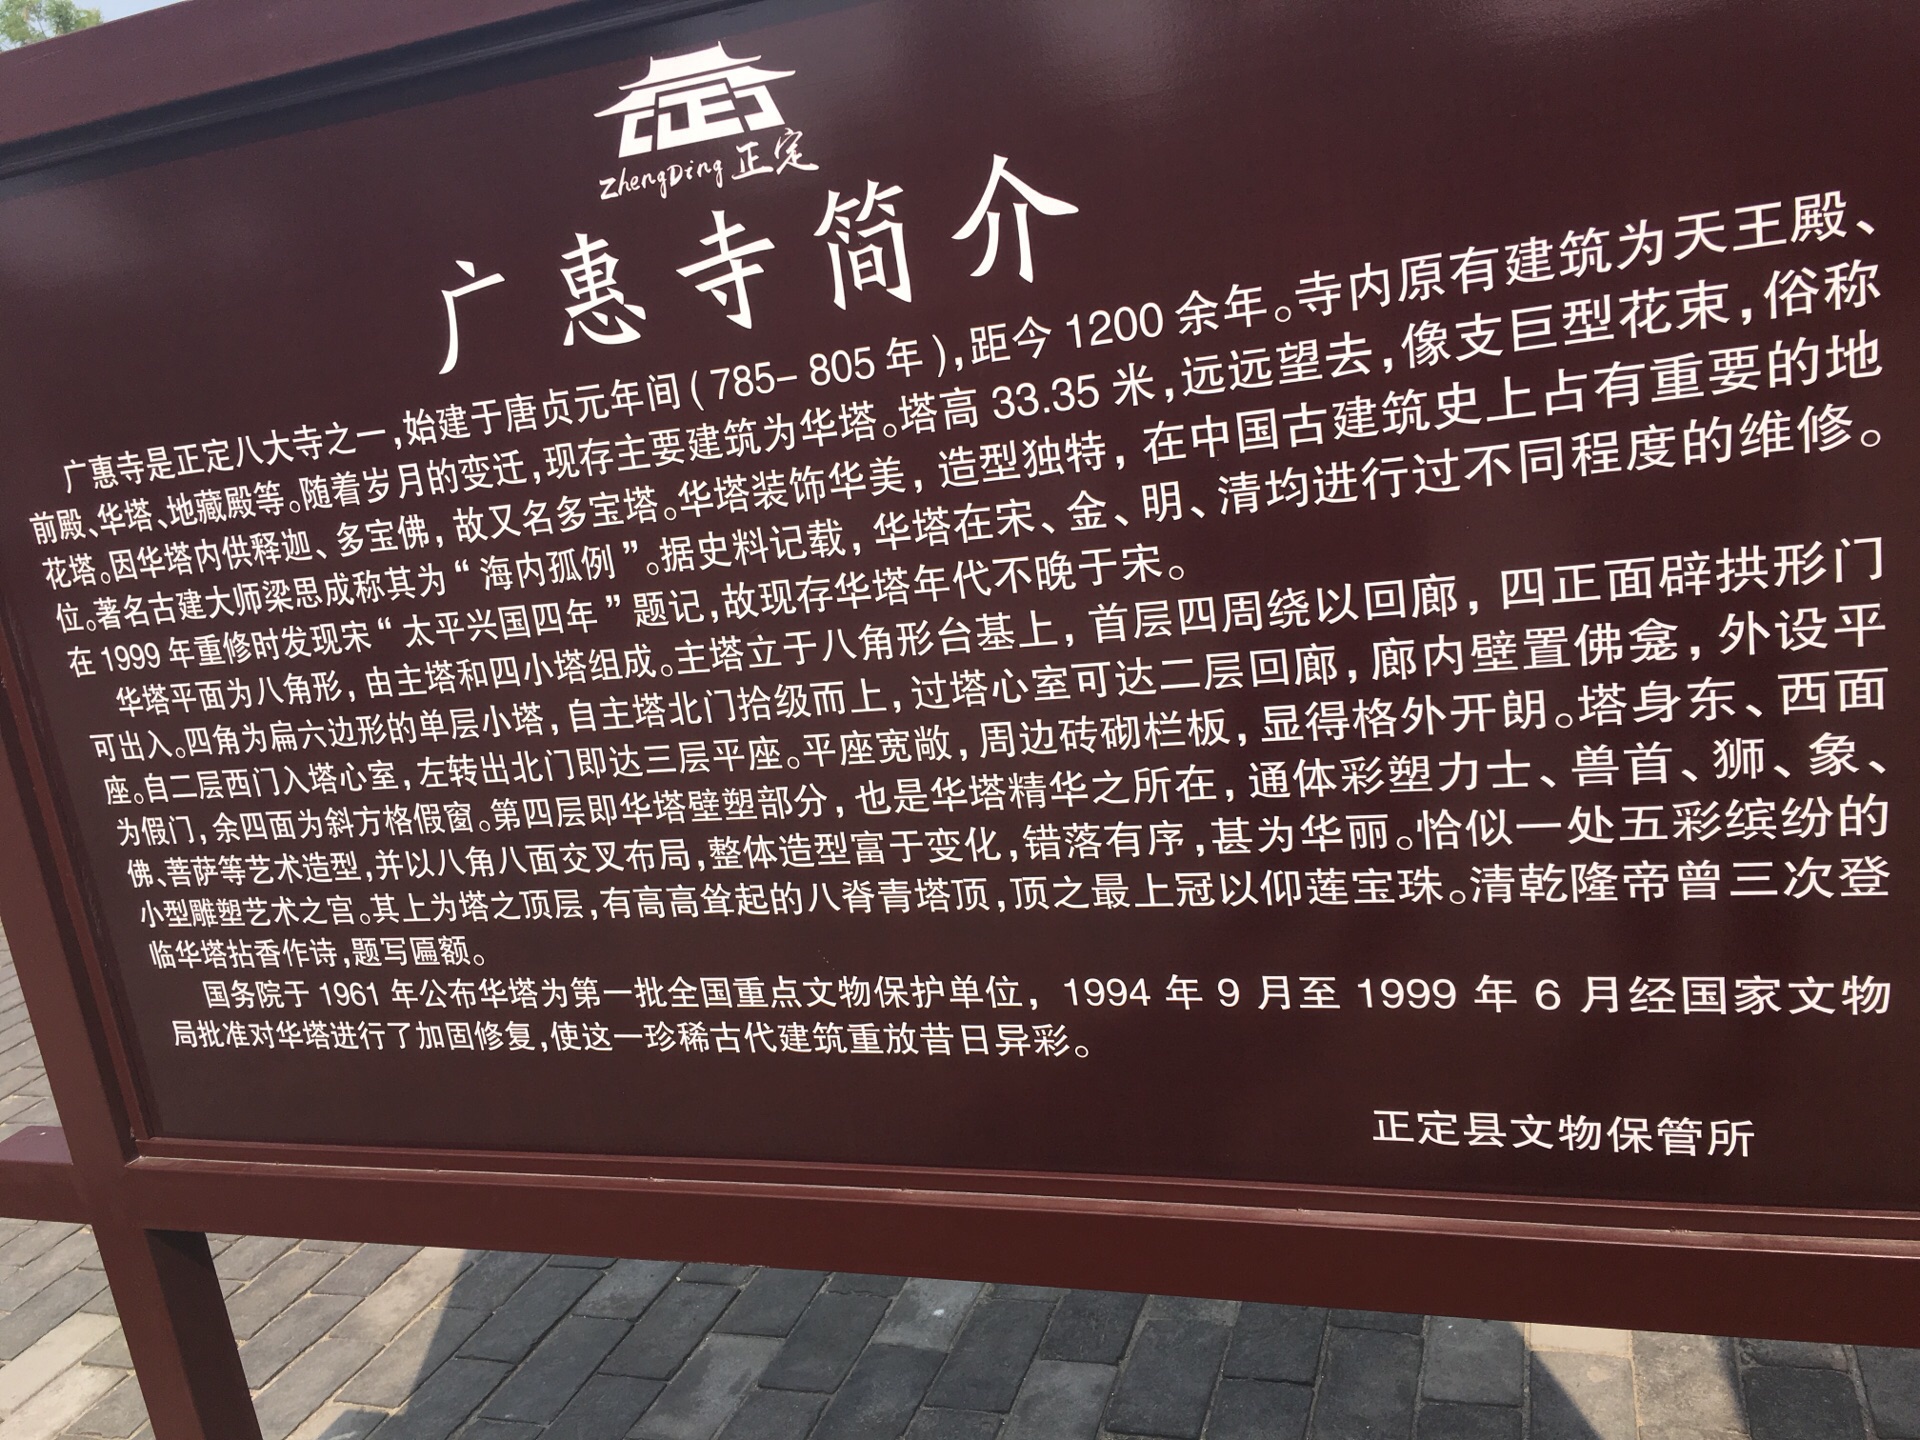 ZhengDing 正定
广惠寺简介
广惠寺是正定八大寺之一，始建于唐贞元年间(785-805年)，距今1200余年。寺内原有建筑为天王殿、
前殿、华塔、地藏殿等。随着岁月的变迁，现存主要建筑为华塔。塔高33.35米，远远望去，像支巨型花束，俗称
花塔。因华塔内供释迦、多宝佛，故又名多宝塔。华塔装饰华美，造型独特，在中国古建筑史上占有重要的地
位。著名古建大师梁思成称其为“海内孤例”。据史料记载，华塔在宋、金、明、清均进行过不同程度的维修。
在1999年重修时发现宋“太平兴国四年”题记，故现存华塔年代不晚于宋。
华塔平面为八角形，由主塔和四小塔组成。主塔立于八角形台基上，首层四周绕以回廊，四正面辟拱形门
可出入。四角为扁六边形的单层小塔，自主塔北门拾级而上，过塔心室可达二层回廊，廊内壁置佛龛，外设平
座。自二层西门入塔心室，左转出北门即达三层平座。平座宽敞，周边砖砌栏板，显得格外开朗。塔身东、西面
为假门，余四面为斜方格假窗。第四层即华塔壁塑部分，也是华塔精华之所在，通体彩塑力士、兽首、狮、象、
佛、菩萨等艺术造型，并以八角八面交叉布局，整体造型富于变化，错落有序，甚为华丽。恰似一处五彩缤纷的
小型雕塑艺术之宫。其上为塔之顶层，有高高耸起的八脊青塔顶，顶之最上冠以仰莲宝珠。清乾隆帝曾三次登
临华塔拈香作诗，题写匾额。
国务院于1961年公布华塔为第一批全国重点文物保护单位，1994年9月至1999年6月经国家文物
局批准对华塔进行了加固修复，使这一珍稀古代建筑重放昔日异彩。
正定县文物保管所